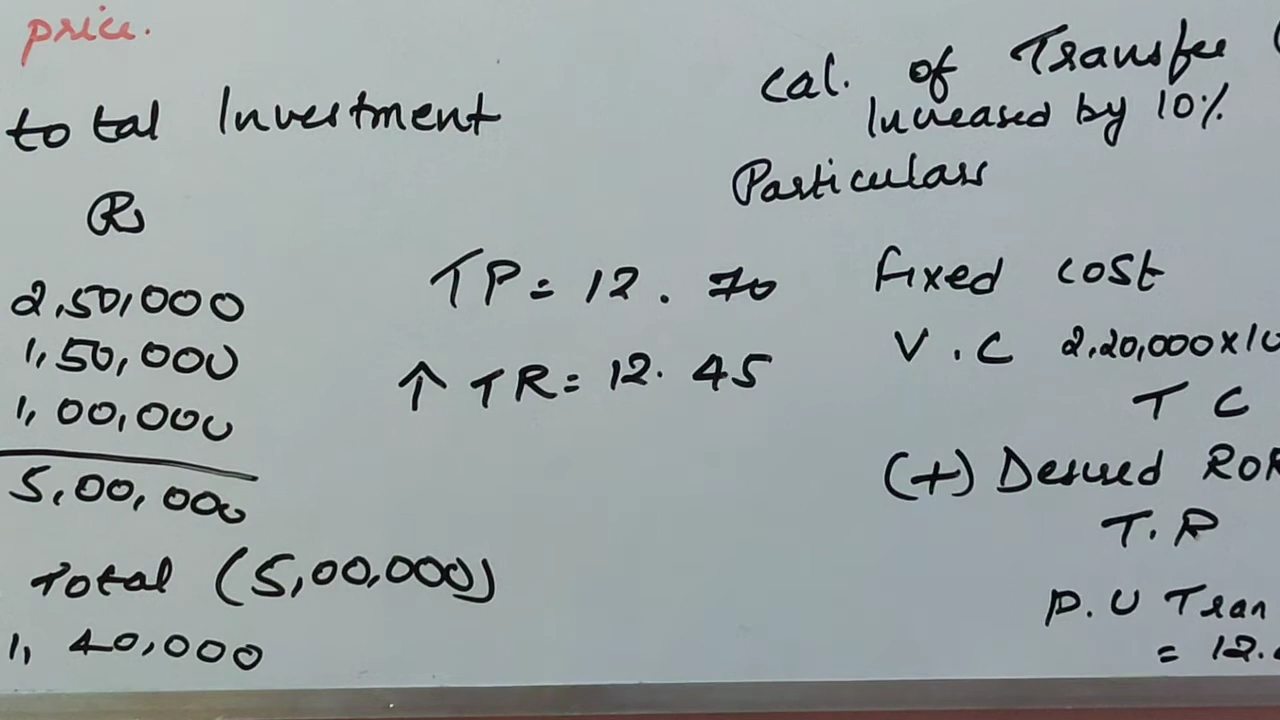 price.
total Investment
Rs
2,50,000
1,50,000
1,00,000
5,00,000
Total (5,00,000)
1, 40,000
TP = 12. 70
↑ TR = 12. 45
Cal. of Transfer
Increased by 10%
Particulars
Fixed cost
V.C 2,20,000 x 10
T C
(+) Desired ROR
T.R
P.U Tran
= 12.